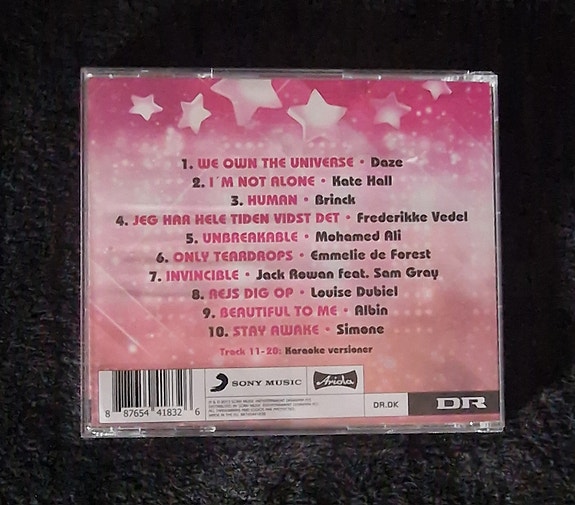 1. WE OWN THE UNIVERSE • Daze
2. I´M NOT ALONE • Kate Hall
3. HUMAN • Brinck
4. JEG HAR HELE TIDEN VIDST DET • Frederikke Vedel
5. UNBREAKABLE • Mohamed Ali
6. ONLY TEARDROPS • Emmelie de Forest
7. INVINCIBLE • Jack Rowan feat. Sam Gray
8. REJS DIG OP • Louise Dubiel
9. BEAUTIFUL TO ME • Albin
10. STAY AWAKE • Simone
Track 11-20: Karaoke versioner
8 87654 41832 6
SONY MUSIC
Ariola
DR.DK
DR